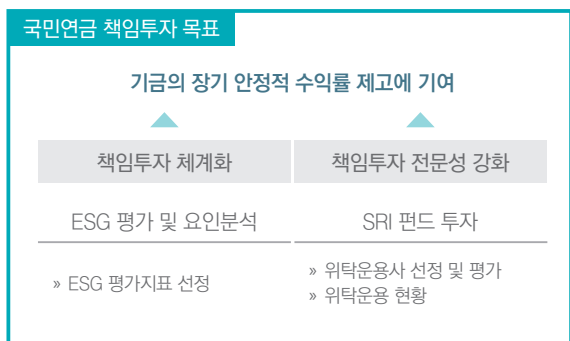 국민연금 책임투자 목표
기금의 장기 안정적 수익률 제고에 기여
책임투자 체계화
책임투자 전문성 강화
ESG 평가 및 요인분석
SRI 펀드 투자
» ESG 평가지표 선정
» 위탁운용사 선정 및 평가
» 위탁운용 현황